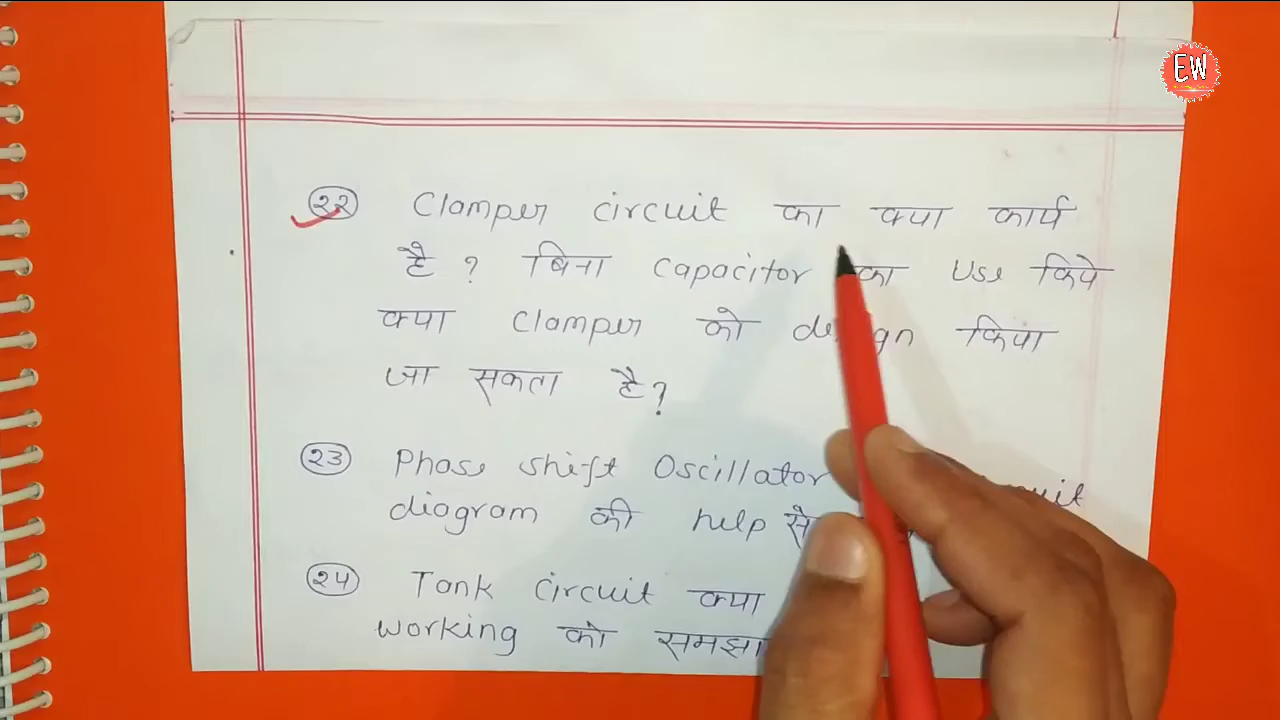 EW
22 Clamper circuit का क्या कार्य
है ? बिना capacitor का Use किये
क्या clamper को design किया
जा सकता है?
23 Phase shift Oscillator
diagram की help से
24 Tank circuit क्या
working को समझा